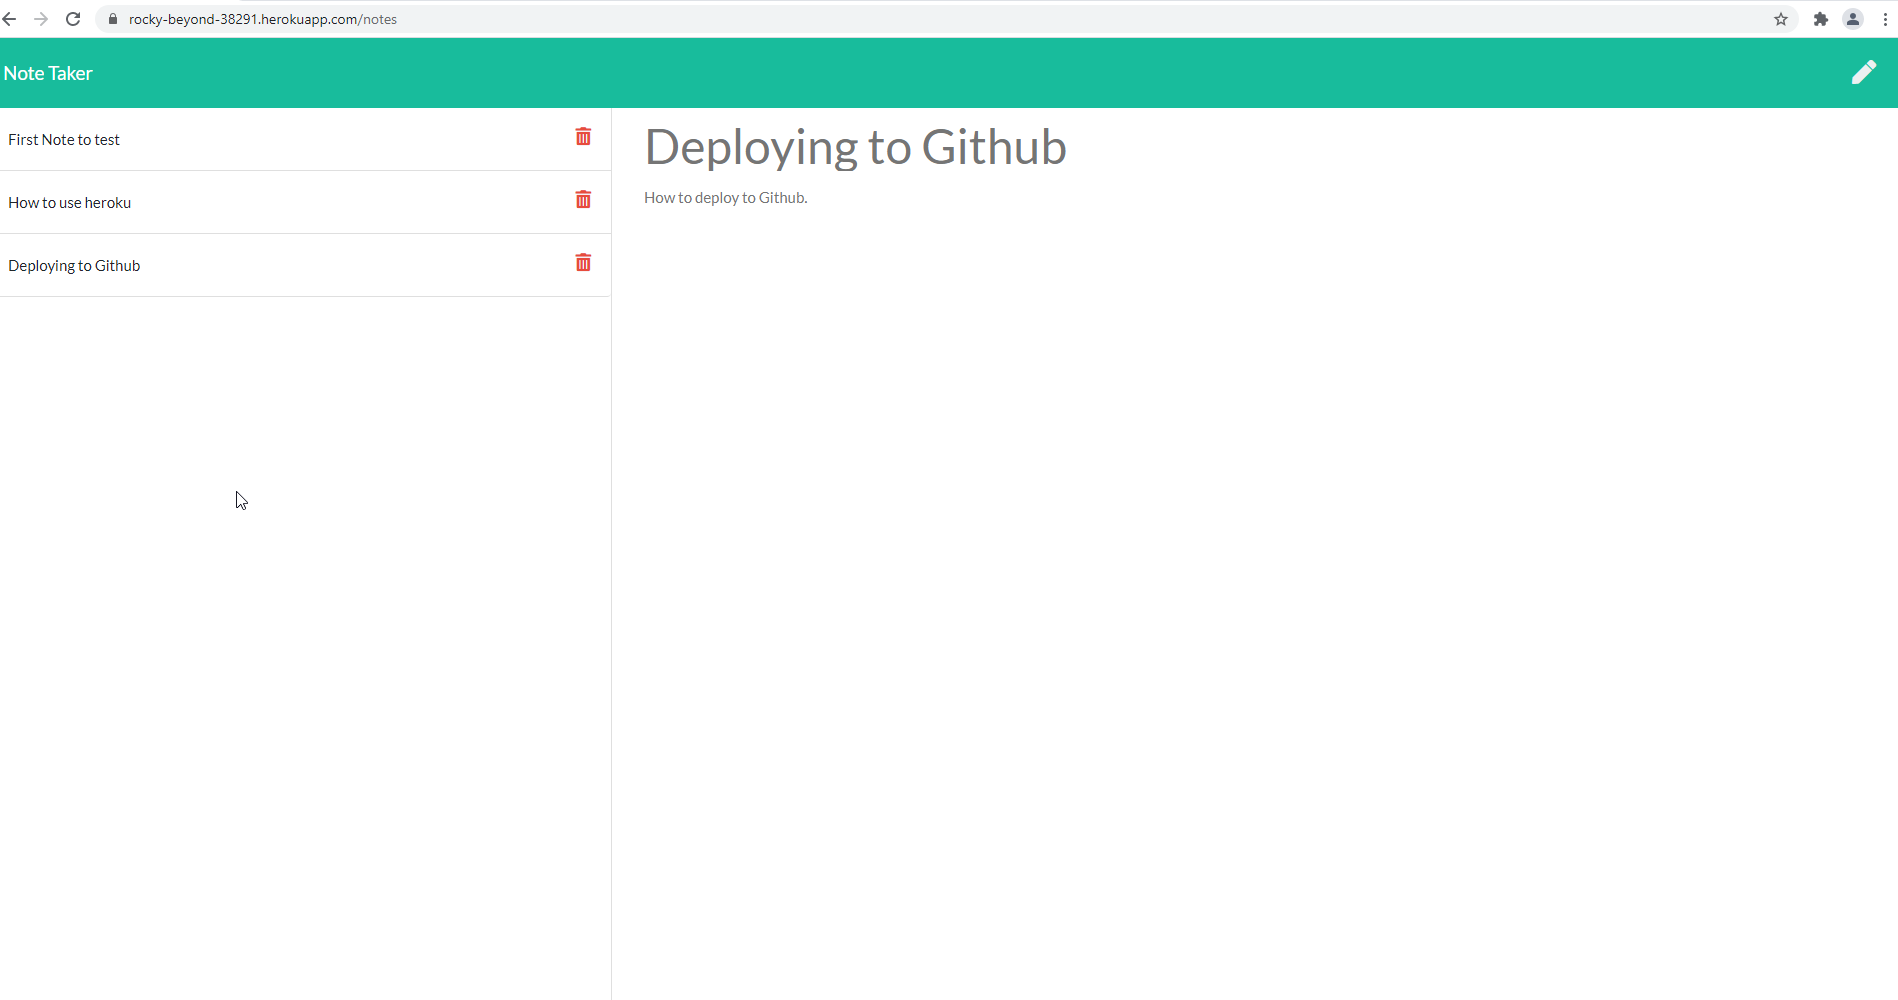 rocky-beyond-38291.herokuapp.com/notes
Note Taker
First Note to test
How to use heroku
Deploying to Github
Deploying to Github
How to deploy to Github.